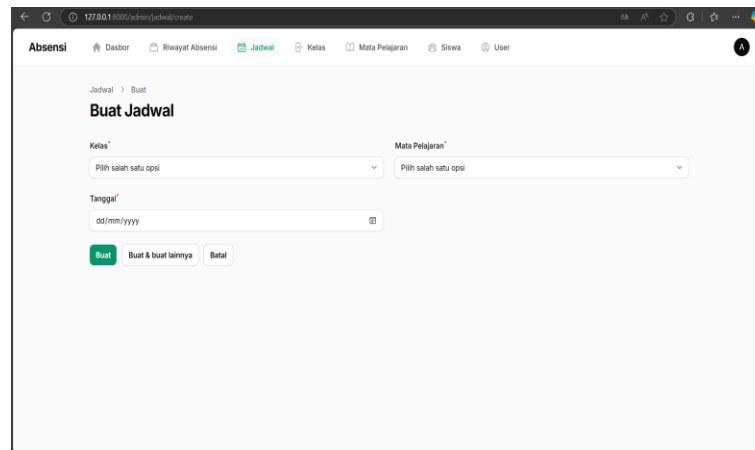 127.0.0.1:8000/admin/jadwal/create
Absensi Dasbor Riwayat Absensi Jadwal Kelas Mata Pelajaran Siswa User A
Jadwal > Buat
Buat Jadwal
Kelas* Mata Pelajaran*
Pilih salah satu opsi Pilih salah satu opsi
Tanggal*
dd/mm/yyyy
Buat Buat & buat lainnya Batal